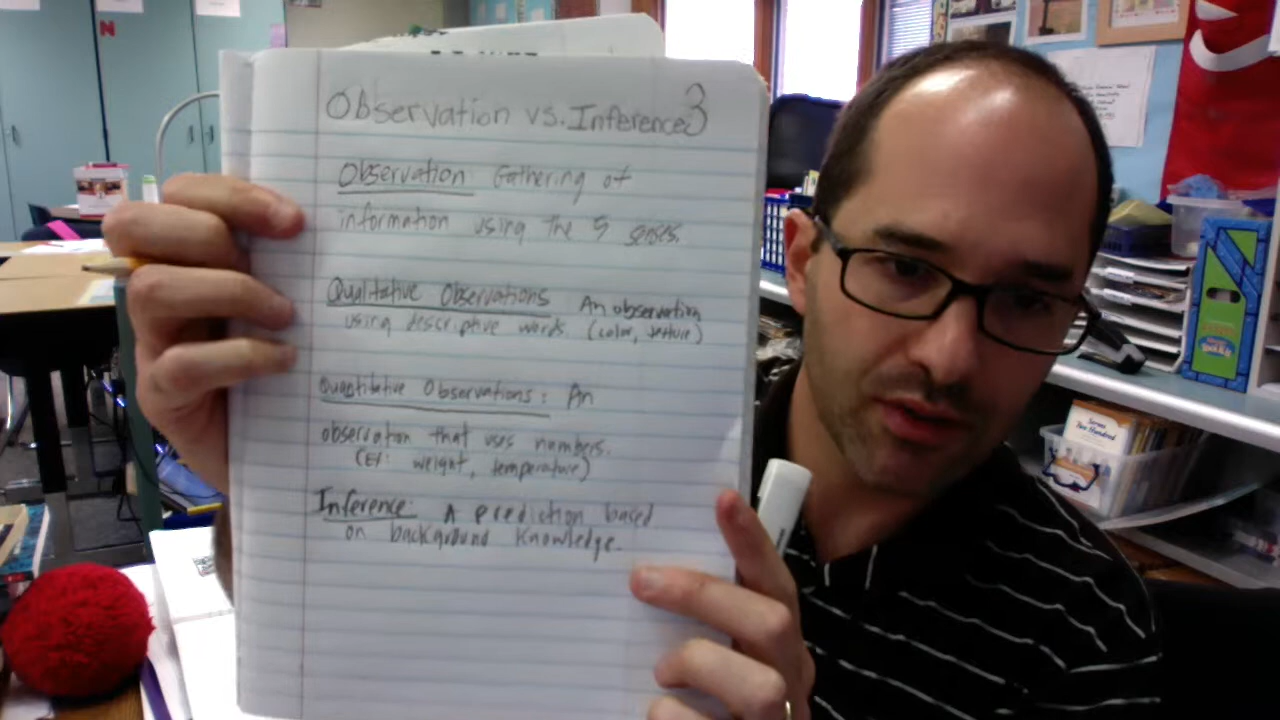 Observation vs. Inference 3
Observation Gathering of
information using the 5 senses.
Qualitative Observations An observation
using descriptive words (color, texture)
Quantitative Observations: An
observation that uses numbers.
(EX: weight, temperature)
Inference: A prediction based
on background knowledge.
N